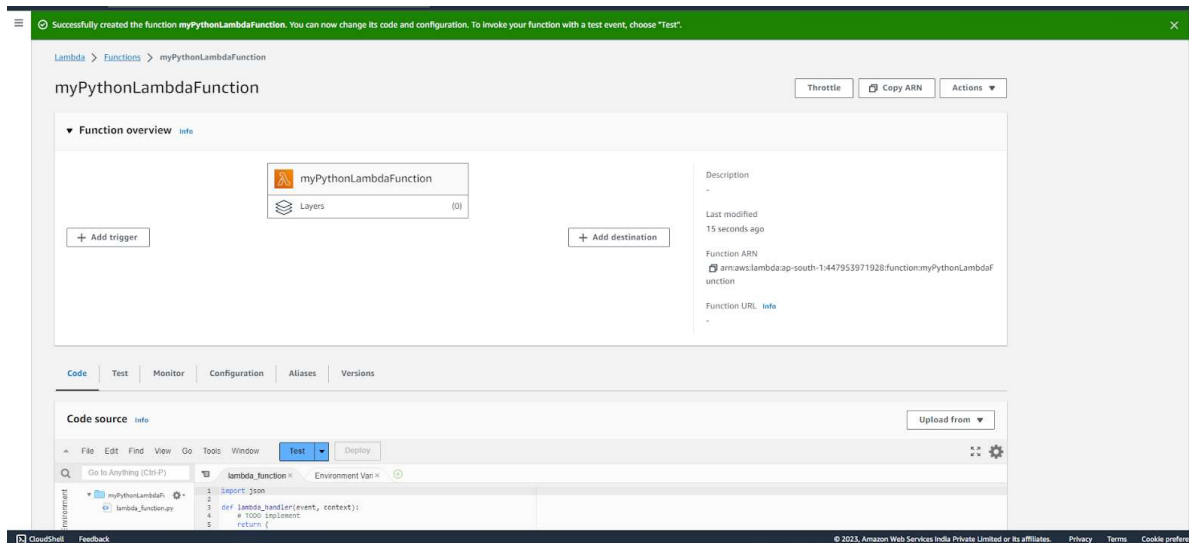 Successfully created the function myPythonLambdaFunction. You can now change its code and configuration. To invoke your function with a test event, choose "Test".
Lambda > Functions > myPythonLambdaFunction
myPythonLambdaFunction
Throttle
Copy ARN
Actions
Function overview Info
myPythonLambdaFunction
Layers (0)
+ Add trigger
+ Add destination
Description
-
Last modified
15 seconds ago
Function ARN
arn:aws:lambda:ap-south-1:447953971928:function:myPythonLambdaF
unction
Function URL Info
-
Code Test Monitor Configuration Aliases Versions
Code source Info
Upload from
File Edit Find View Go Tools Window Test Deploy
Go to Anything (Ctrl-P)
lambda_function × Environment Var ×
Environment
myPythonLambdaF
lambda_function.py
1 import json
2
3 def lambda_handler(event, context):
4 # TODO implement
5 return {
CloudShell Feedback
© 2023, Amazon Web Services India Private Limited or its affiliates. Privacy Terms Cookie prefere